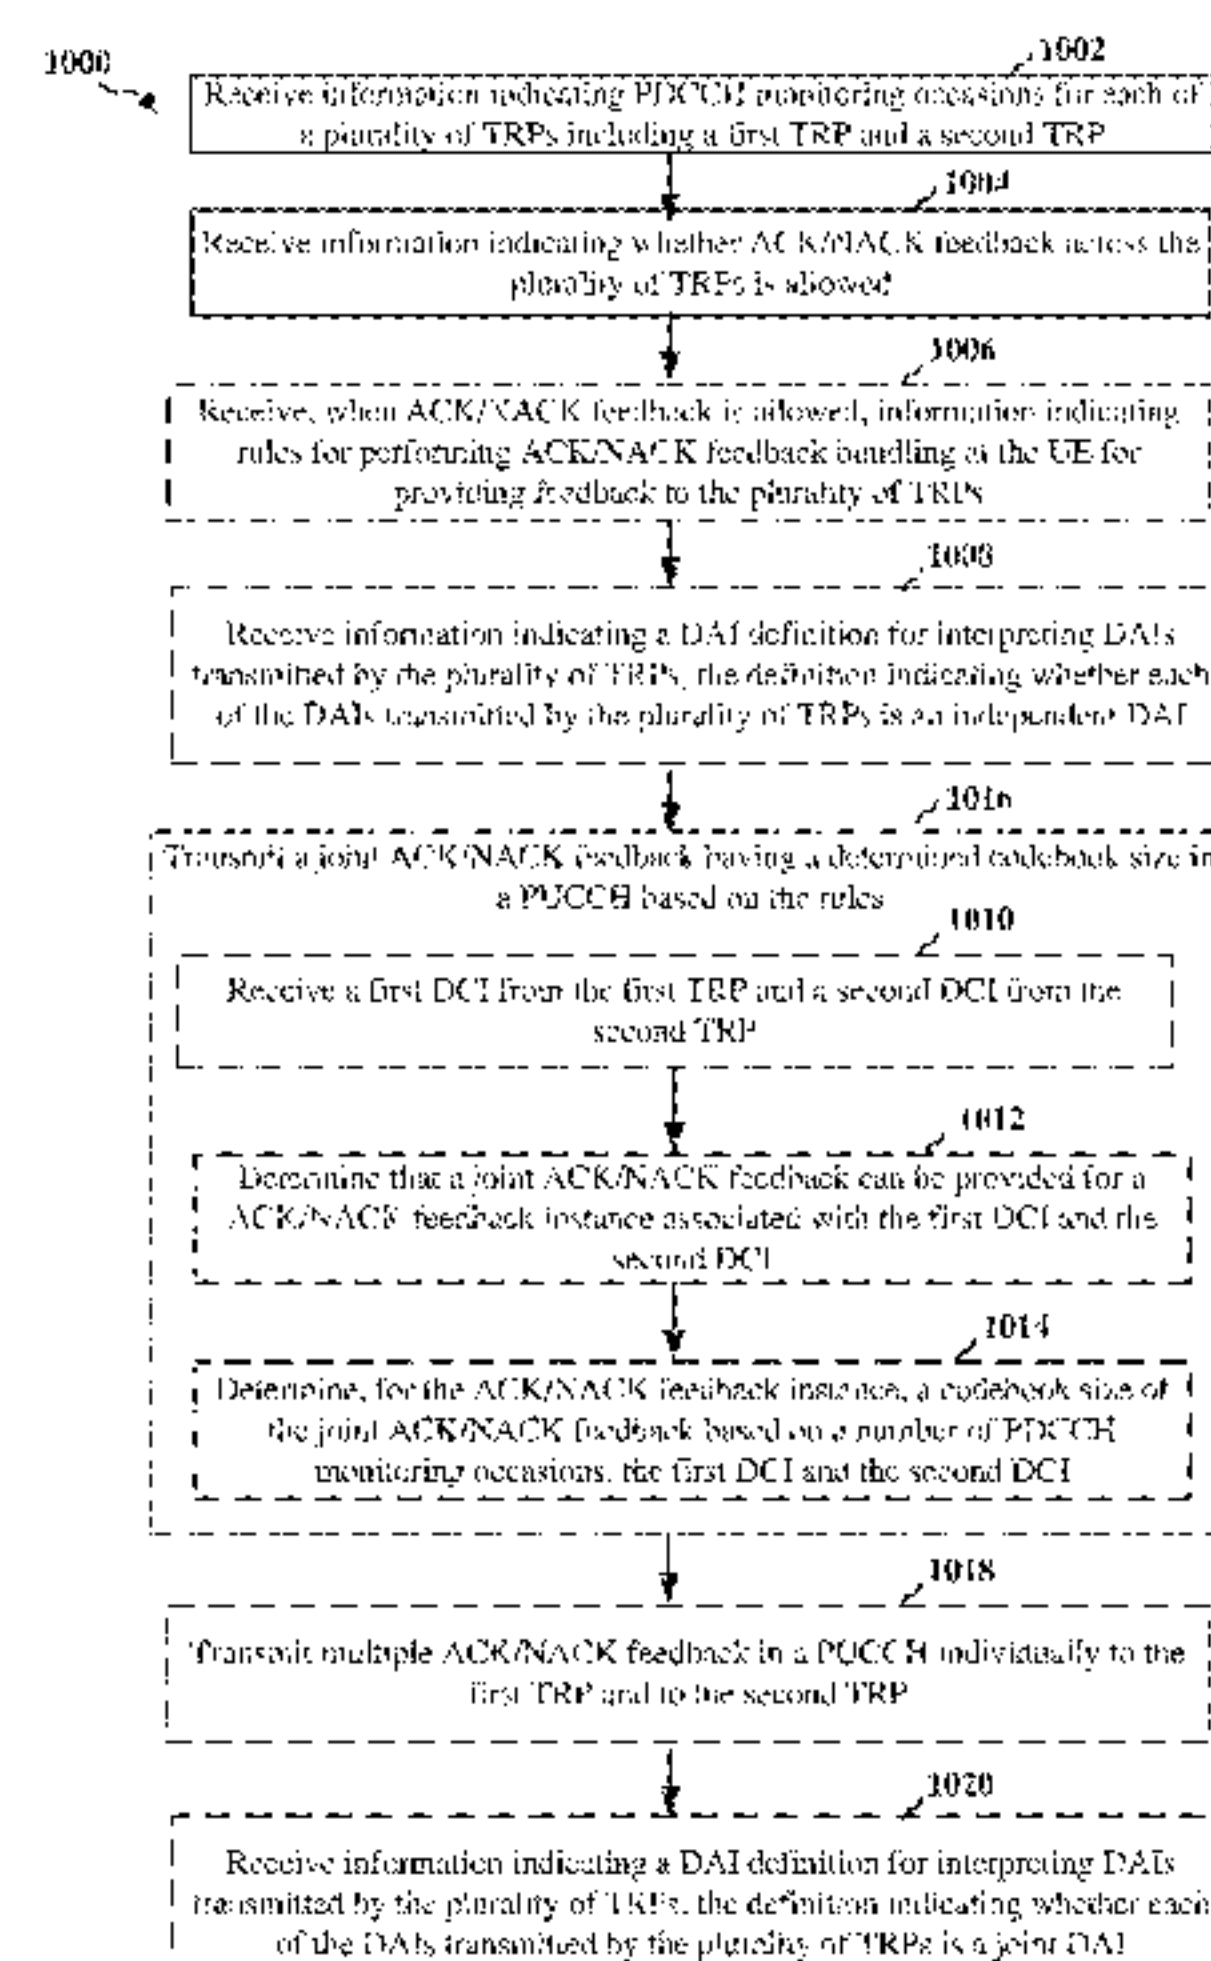 1000
1002
Receive information indicating PDCCH monitoring occasions for each of
a plurality of TRPs including a first TRP and a second TRP
1004
Receive information indicating whether ACK/NACK feedback across the
plurality of TRPs is allowed
1006
Receive, when ACK/NACK feedback is allowed, information indicating
rules for performing ACK/NACK feedback bundling at the UE for
providing feedback to the plurality of TRPs
1008
Receive information indicating a DAI definition for interpreting DAIs
transmitted by the plurality of TRPs, the definition indicating whether each
of the DAIs transmitted by the plurality of TRPs is an independent DAI
1016
Transmit a joint ACK/NACK feedback having a determined codebook size in
a PUCCH based on the rules
1010
Receive a first DCI from the first TRP and a second DCI from the
second TRP
1012
Determine that a joint ACK/NACK feedback can be provided for a
ACK/NACK feedback instance associated with the first DCI and the
second DCI
1014
Determine, for the ACK/NACK feedback instance, a codebook size of
the joint ACK/NACK feedback based on a number of PDCCH
monitoring occasions, the first DCI and the second DCI
1018
Transmit multiple ACK/NACK feedback in a PUCCH individually to the
first TRP and to the second TRP
1020
Receive information indicating a DAI definition for interpreting DAIs
transmitted by the plurality of TRPs, the definition indicating whether each
of the DAIs transmitted by the plurality of TRPs is a joint DAI